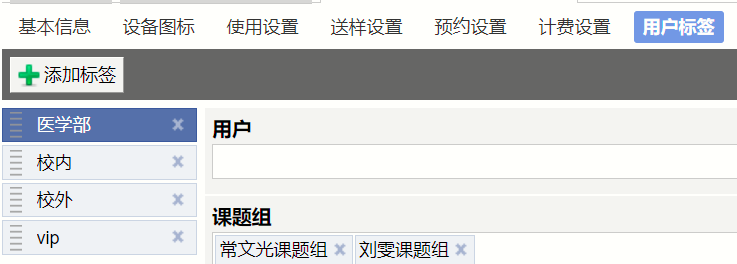 基本信息 设备图标 使用设置 送样设置 预约设置 计费设置 用户标签
添加标签
医学部
校内
校外
vip
用户
课题组
常文光课题组 刘雯课题组